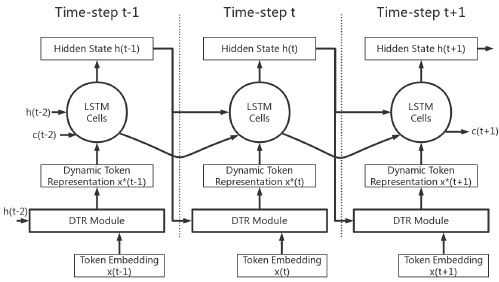 Time-step t-1
Time-step t
Time-step t+1
Hidden State h(t-1)
Hidden State h(t)
Hidden State h(t+1)
LSTM
Cells
LSTM
Cells
LSTM
Cells
h(t-2)
c(t-2)
c(t+1)
Dynamic Token
Representation x*(t-1)
Dynamic Token
Representation x*(t)
Dynamic Token
Representation x*(t+1)
h(t-2)
DTR Module
DTR Module
DTR Module
Token Embedding
x(t-1)
Token Embedding
x(t)
Token Embedding
x(t+1)